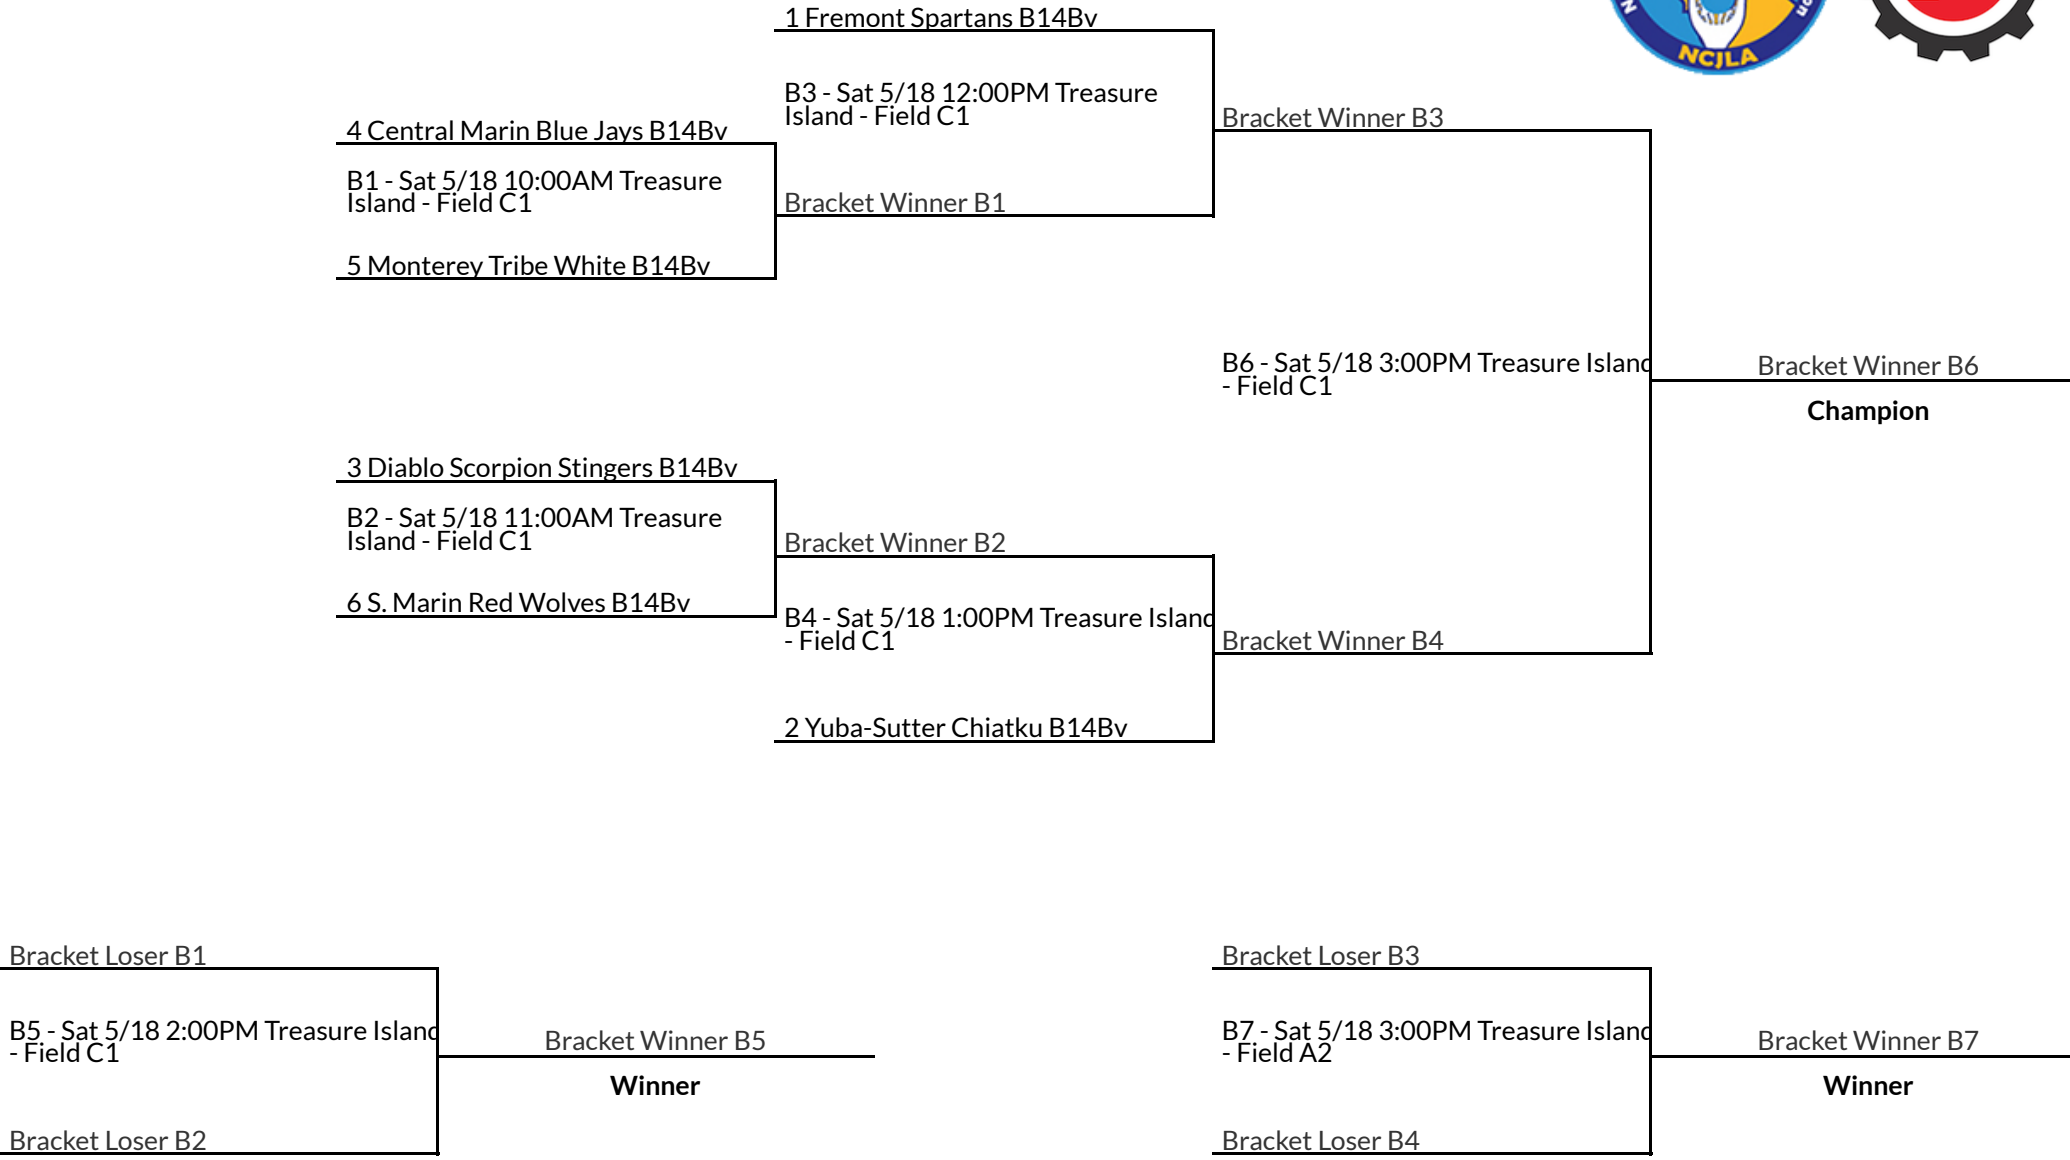 1 Fremont Spartans B14Bv
NCJLA
B3 - Sat 5/18 12:00PM Treasure
Island - Field C1
Bracket Winner B3
4 Central Marin Blue Jays B14Bv
B1 - Sat 5/18 10:00AM Treasure
Island - Field C1
Bracket Winner B1
5 Monterey Tribe White B14Bv
B6 - Sat 5/18 3:00PM Treasure Island
- Field C1
Bracket Winner B6
Champion
3 Diablo Scorpion Stingers B14Bv
B2 - Sat 5/18 11:00AM Treasure
Island - Field C1
Bracket Winner B2
6 S. Marin Red Wolves B14Bv
B4 - Sat 5/18 1:00PM Treasure Island
- Field C1
Bracket Winner B4
2 Yuba-Sutter Chiatku B14Bv
Bracket Loser B1
B5 - Sat 5/18 2:00PM Treasure Island
- Field C1
Bracket Winner B5
Winner
Bracket Loser B2
Bracket Loser B3
B7 - Sat 5/18 3:00PM Treasure Island
- Field A2
Bracket Winner B7
Winner
Bracket Loser B4